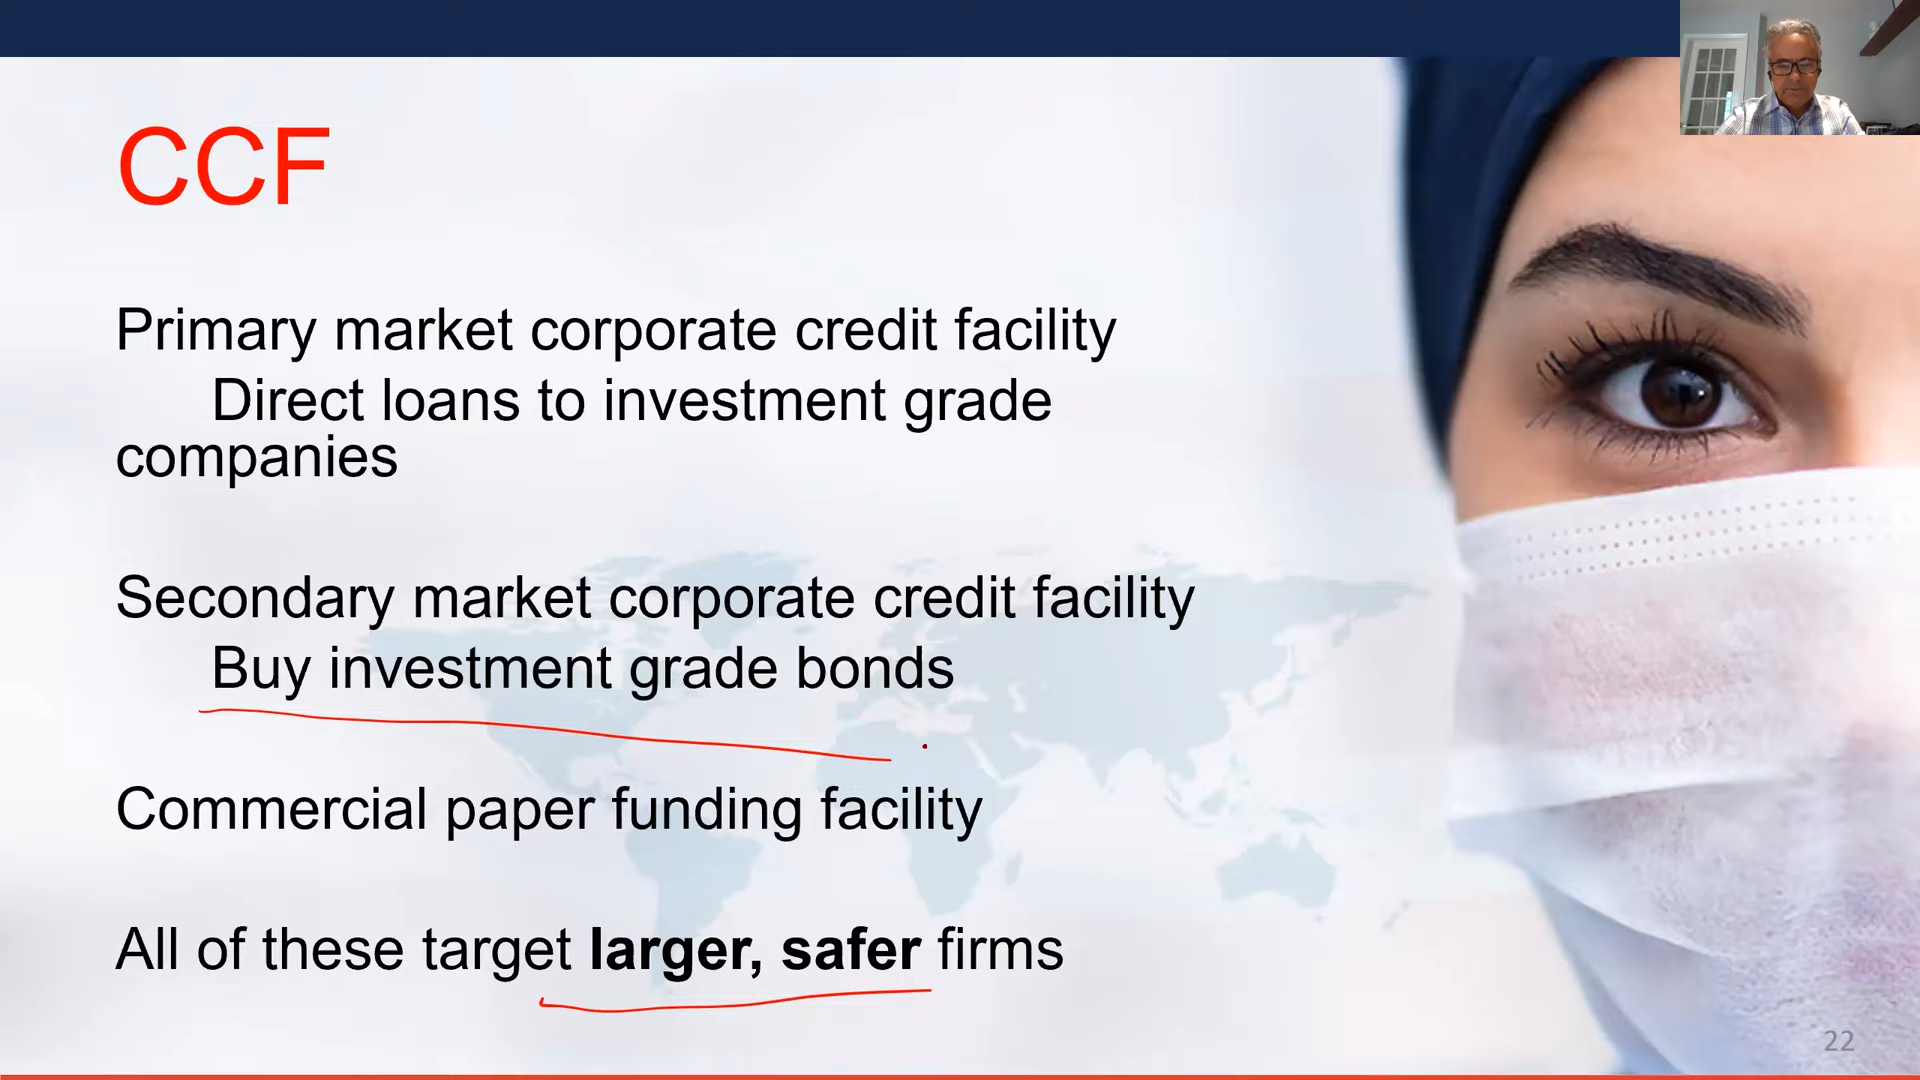 CCF
Primary market corporate credit facility
Direct loans to investment grade
companies
Secondary market corporate credit facility
Buy investment grade bonds
Commercial paper funding facility
All of these target larger, safer firms
22